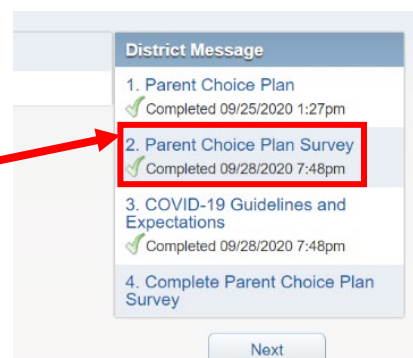 District Message
1. Parent Choice Plan
Completed 09/25/2020 1:27pm
2. Parent Choice Plan Survey
Completed 09/28/2020 7:48pm
3. COVID-19 Guidelines and
Expectations
Completed 09/28/2020 7:48pm
4. Complete Parent Choice Plan
Survey
Next